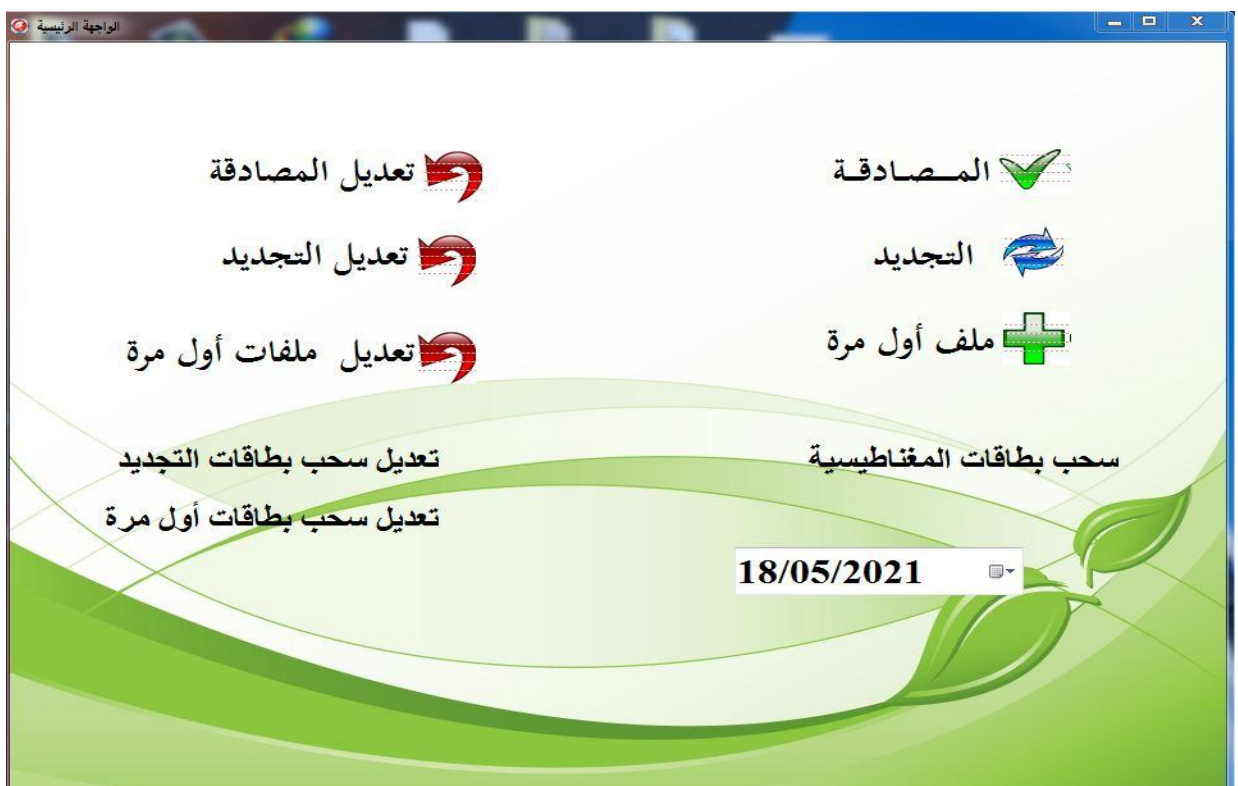 الواجهة الرئيسية
المــصـادقـة
تعديل المصادقة
التجديد
تعديل التجديد
ملف أول مرة
تعديل ملفات أول مرة
سحب بطاقات المغناطيسية
تعديل سحب بطاقات التجديد
تعديل سحب بطاقات أول مرة
18/05/2021